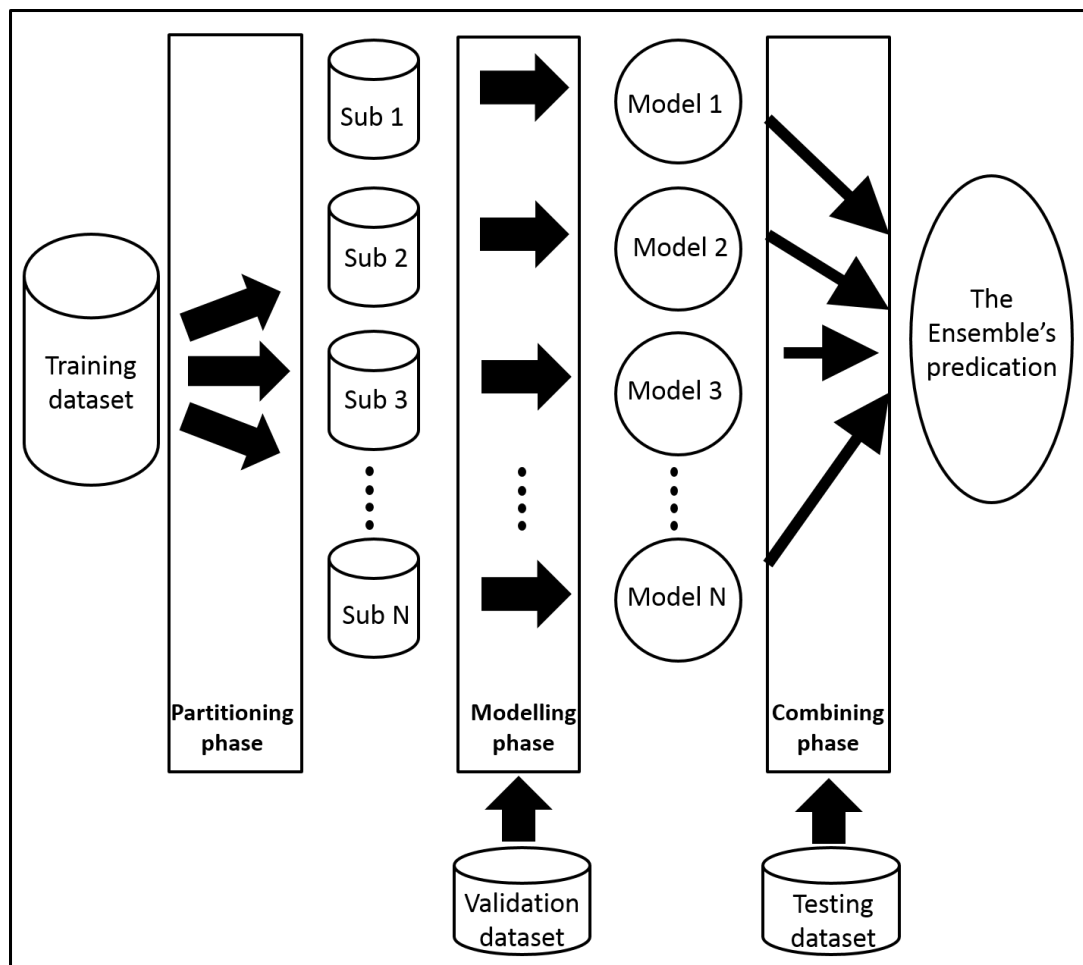 Training
dataset
Partitioning
phase
Sub 1
Sub 2
Sub 3
Sub N
Modelling
phase
Validation
dataset
Model 1
Model 2
Model 3
Model N
Combining
phase
Testing
dataset
The
Ensemble’s
predication